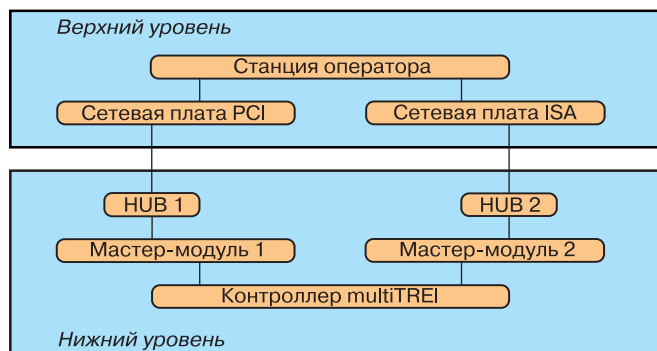 Верхний уровень
Станция оператора
Сетевая плата PCI
Сетевая плата ISA
HUB 1
HUB 2
Мастер-модуль 1
Мастер-модуль 2
Контроллер multiTREI
Нижний уровень